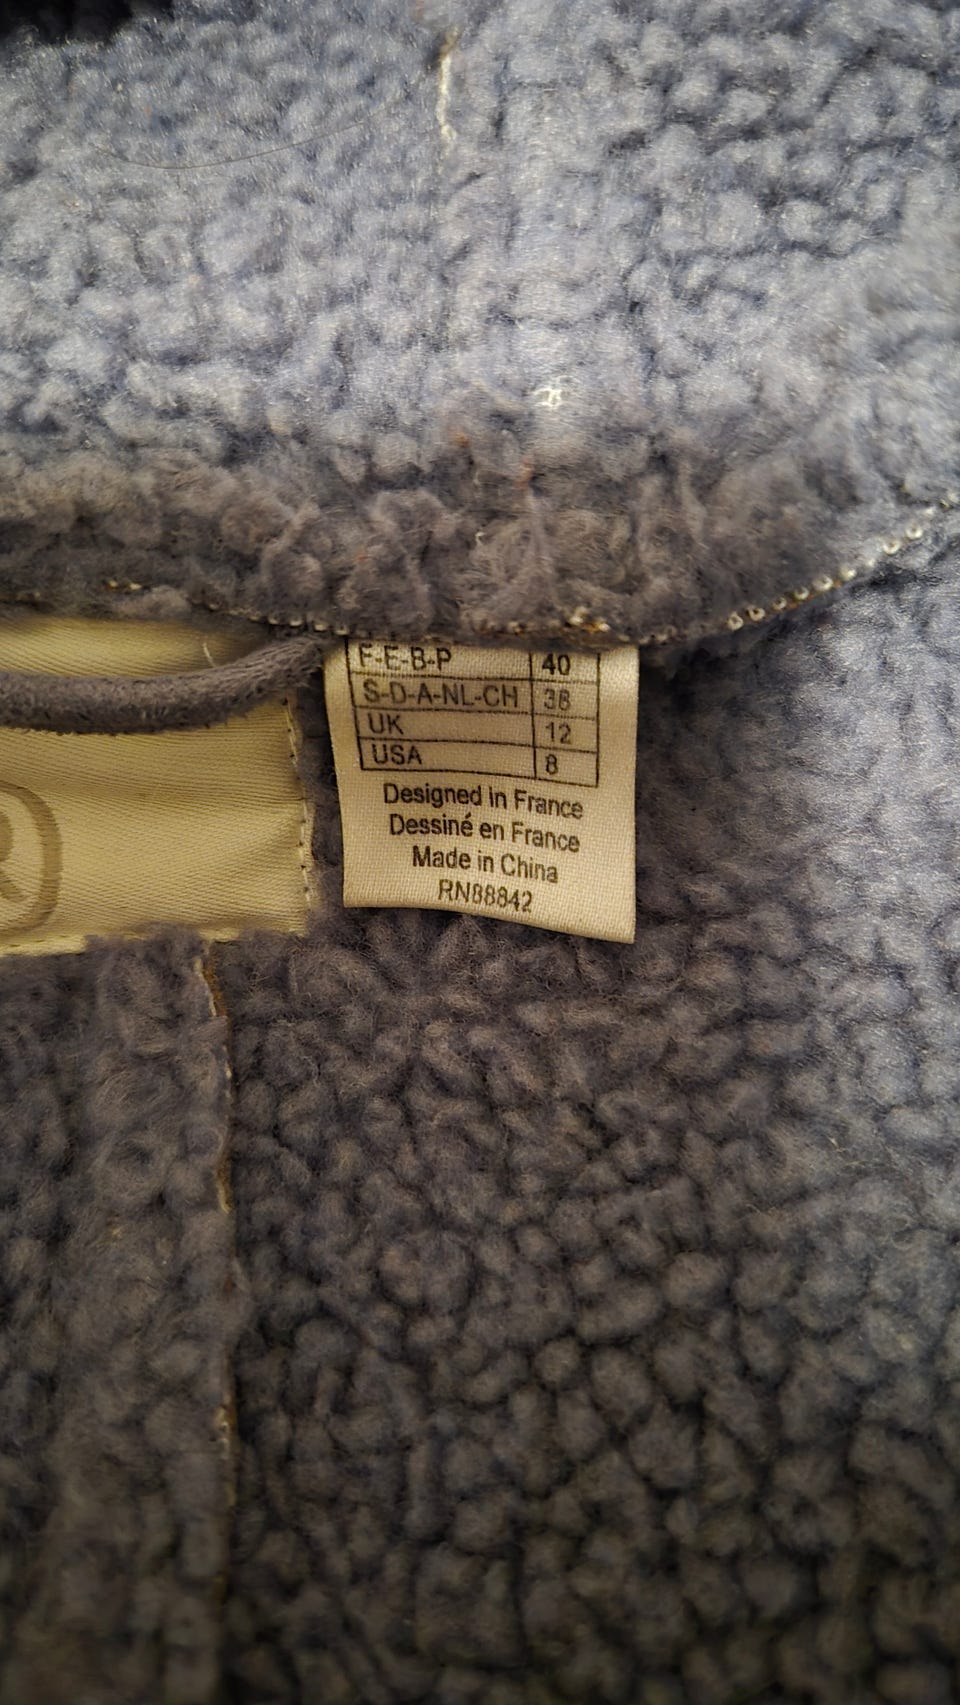 F-E-B-P 40
S-D-A-NL-CH 38
UK 12
USA 8
Designed in France
Dessiné en France
Made in China
RN88842
R